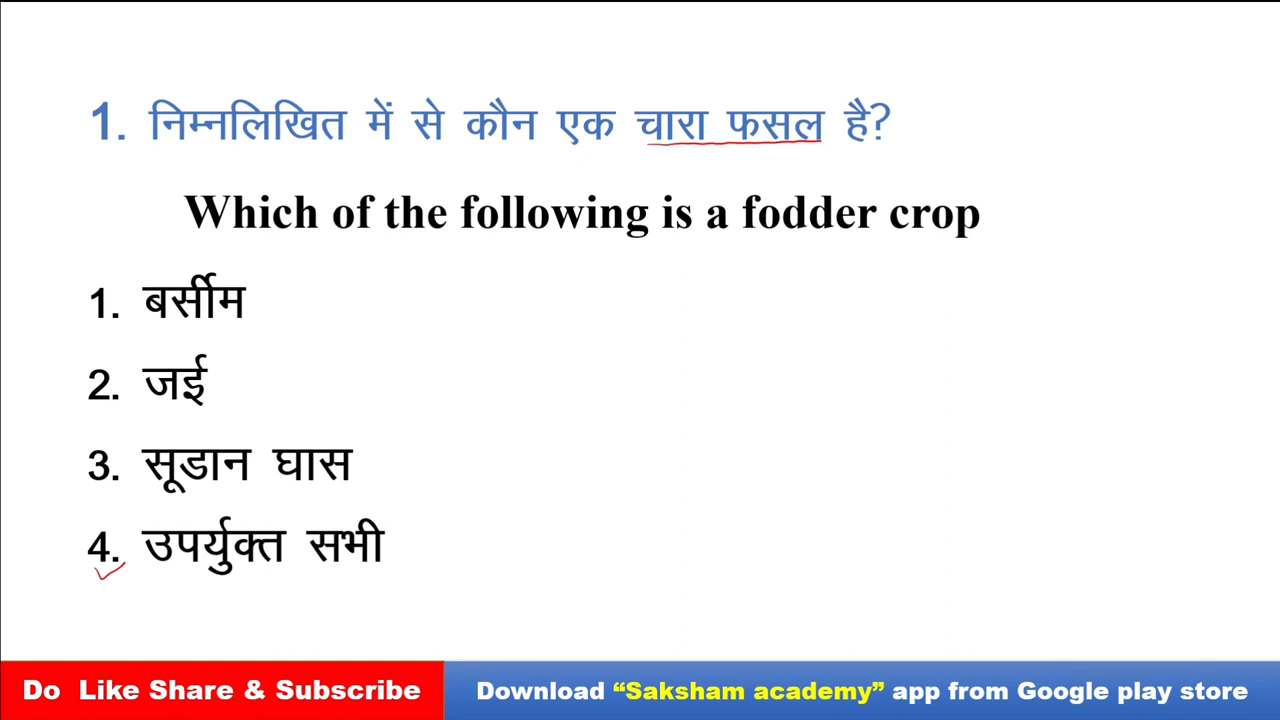 1. निम्नलिखित में से कौन एक चारा फसल है?
Which of the following is a fodder crop
1. बर्सीम
2. जई
3. सूडान घास
4. उपर्युक्त सभी
Do Like Share & Subscribe
Download “Saksham academy” app from Google play store